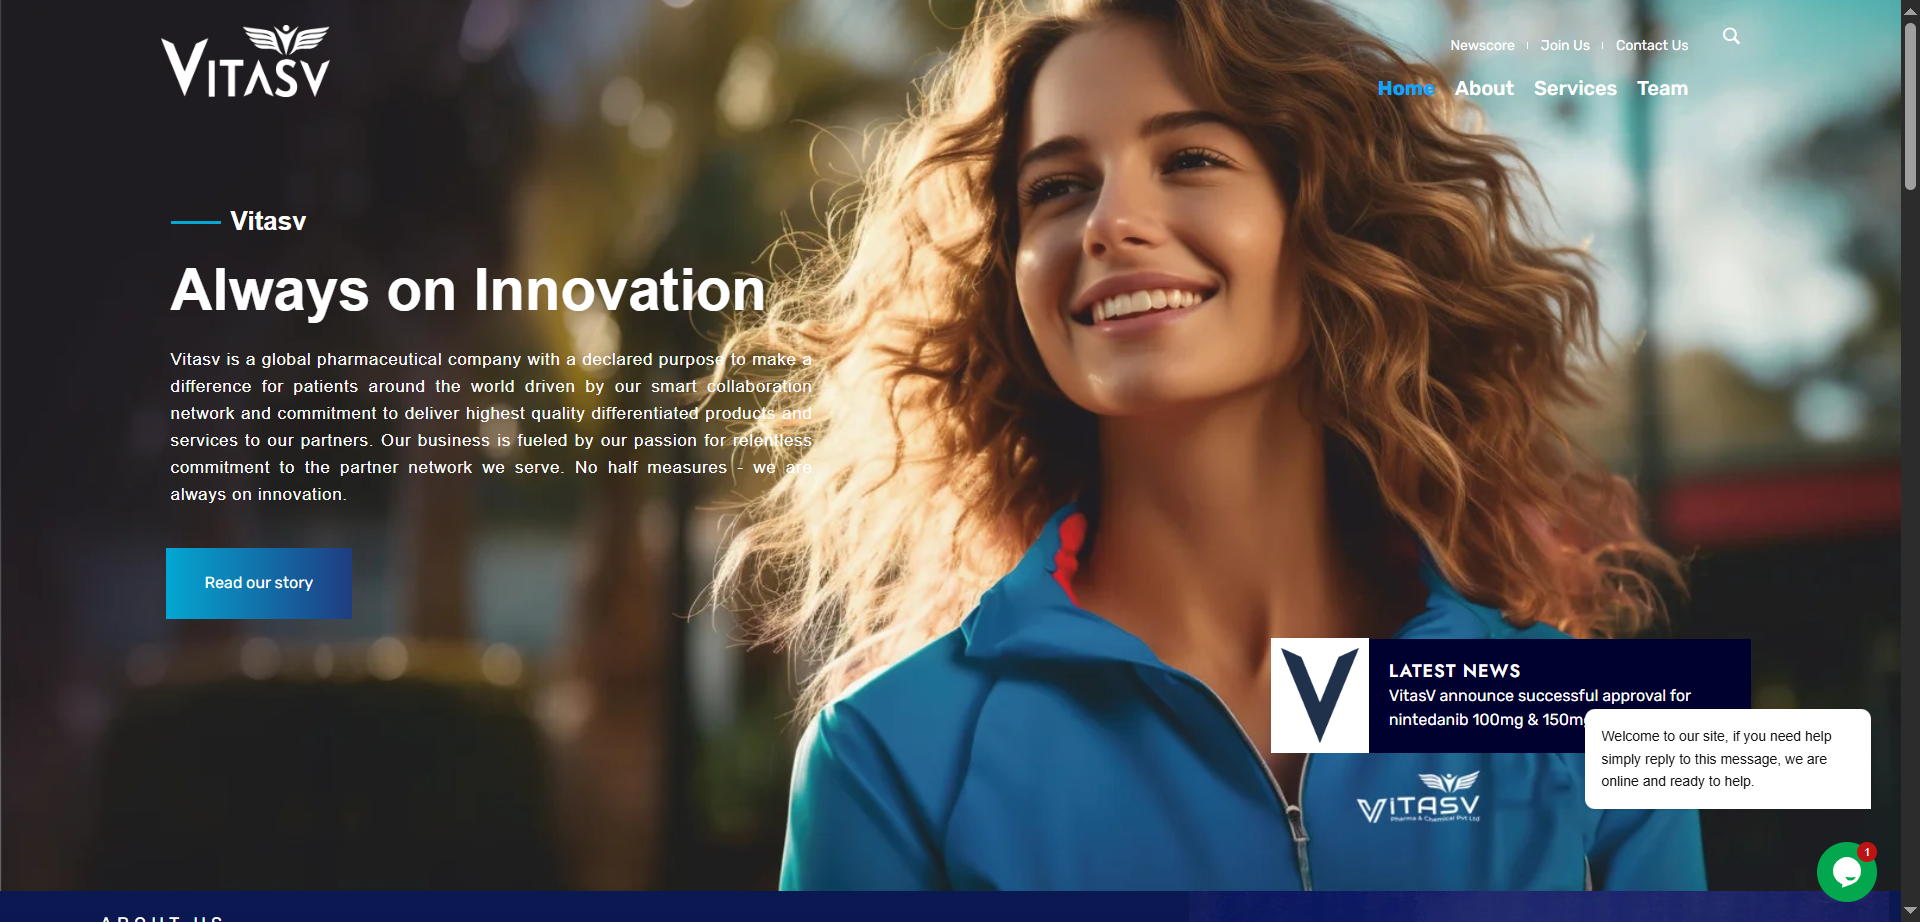 VITASV
Newscore
Join Us
Contact Us
Home
About
Services
Team
Vitasv
Always on Innovation
Vitasv is a global pharmaceutical company with a declared purpose to make a
difference for patients around the world driven by our smart collaboration
network and commitment to deliver highest quality differentiated products and
services to our partners. Our business is fueled by our passion for relentless
commitment to the partner network we serve. No half measures - we are
always on innovation.
Read our story
V
LATEST NEWS
VitasV announce successful approval for
nintedanib 100mg & 150m
Welcome to our site, if you need help
simply reply to this message, we are
online and ready to help.
VITASV
Pharma & Chemical Pvt Ltd
1
ABOUT US